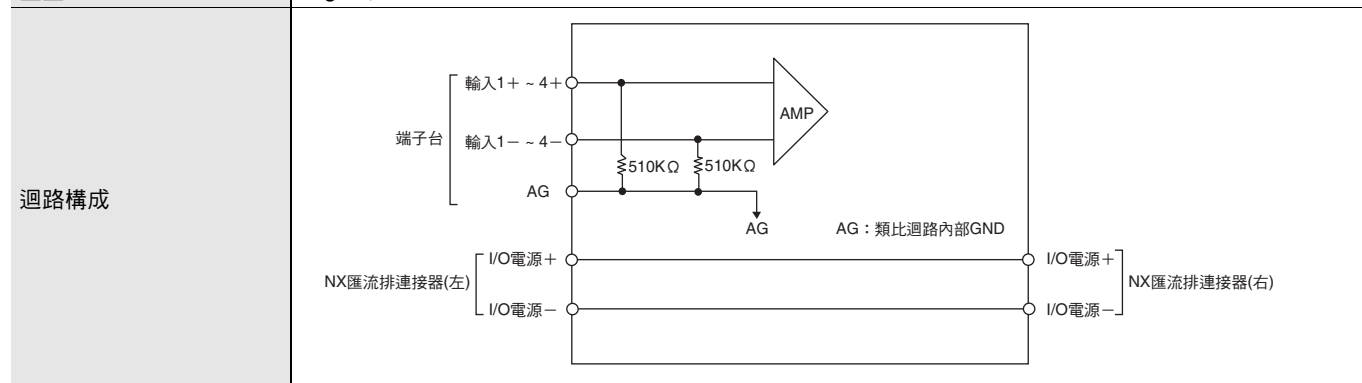 迴路構成
輸入1＋ ~ 4＋
AMP
端子台
輸入1－ ~ 4－
510KΩ
510KΩ
AG
AG
AG：類比迴路內部GND
I/O電源＋
I/O電源＋
NX匯流排連接器(左)
NX匯流排連接器(右)
I/O電源－
I/O電源－